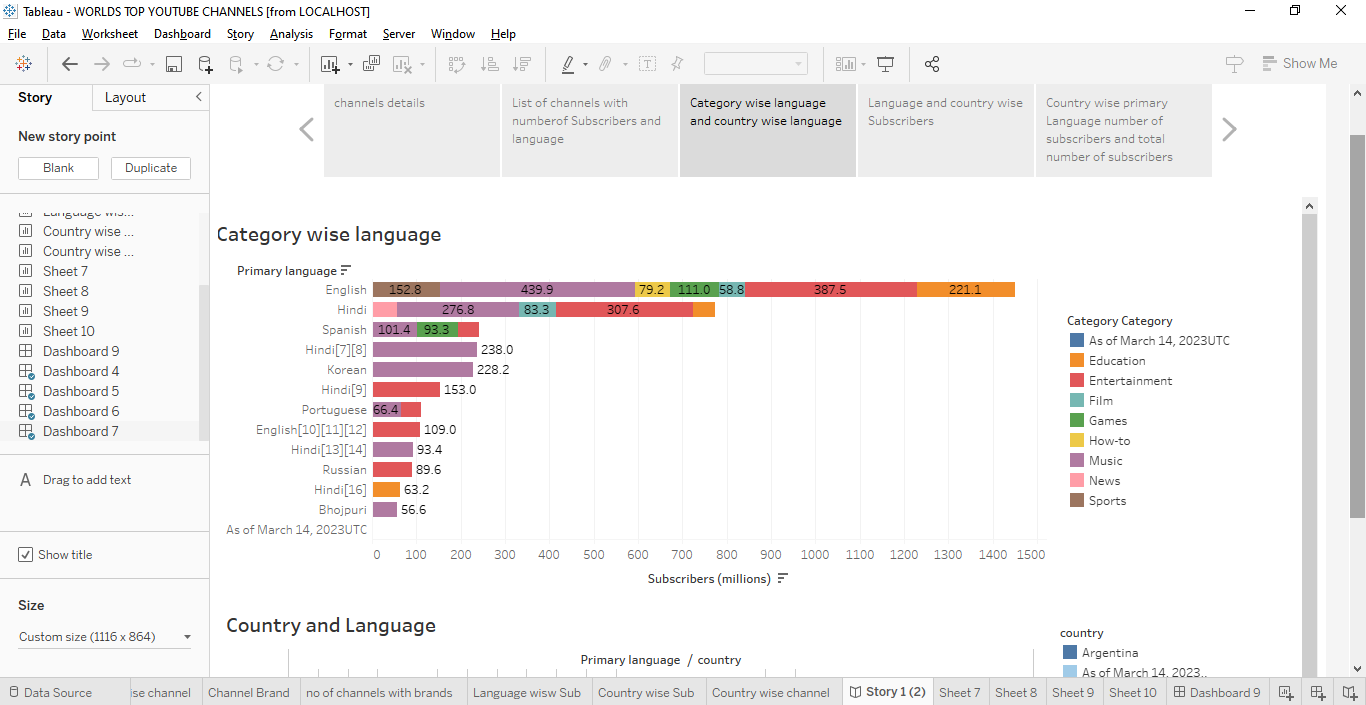 Tableau - WORLDS TOP YOUTUBE CHANNELS [from LOCALHOST]
File Data Worksheet Dashboard Story Analysis Format Server Window Help
Show Me
Story Layout
New story point
Blank Duplicate
Country wise ...
Country wise ...
Sheet 7
Sheet 8
Sheet 9
Sheet 10
Dashboard 9
Dashboard 4
Dashboard 5
Dashboard 6
Dashboard 7
A Drag to add text
Show title
Size
Custom size (1116 x 864)
channels details
List of channels with
numberof Subscribers and
language
Category wise language
and country wise language
Language and country wise
Subscribers
Country wise primary
Language number of
subscribers and total
number of subscribers
Category wise language
Primary language
English 152.8 439.9 79.2 111.0 58.8 387.5 221.1
Hindi 276.8 83.3 307.6
Spanish 101.4 93.3
Hindi[7][8] 238.0
Korean 228.2
Hindi[9] 153.0
Portuguese 66.4
English[10][11][12] 109.0
Hindi[13][14] 93.4
Russian 89.6
Hindi[16] 63.2
Bhojpuri 56.6
As of March 14, 2023UTC
0 100 200 300 400 500 600 700 800 900 1000 1100 1200 1300 1400 1500
Subscribers (millions)
Category Category
As of March 14, 2023UTC
Education
Entertainment
Film
Games
How-to
Music
News
Sports
Country and Language
Primary language / country
country
Argentina
As of March 14, 2023..
Data Source ise channel Channel Brand no of channels with brands Language wisw Sub Country wise Sub Country wise channel Story 1 (2) Sheet 7 Sheet 8 Sheet 9 Sheet 10 Dashboard 9